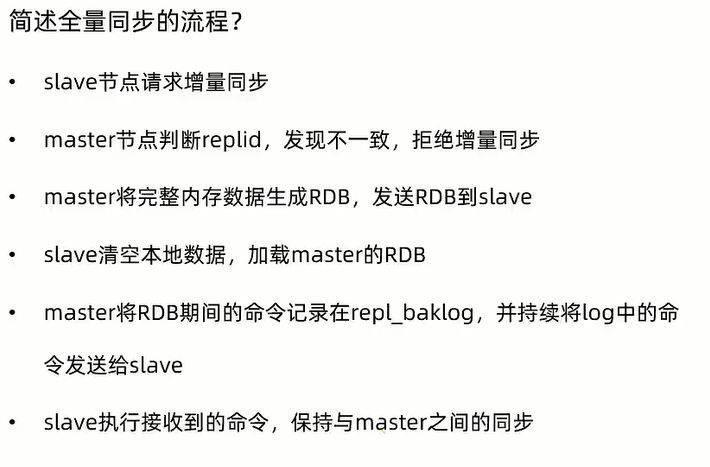 简述全量同步的流程？
• slave节点请求增量同步
• master节点判断replid，发现不一致，拒绝增量同步
• master将完整内存数据生成RDB，发送RDB到slave
• slave清空本地数据，加载master的RDB
• master将RDB期间的命令记录在repl_baklog，并持续将log中的命
令发送给slave
• slave执行接收到的命令，保持与master之间的同步